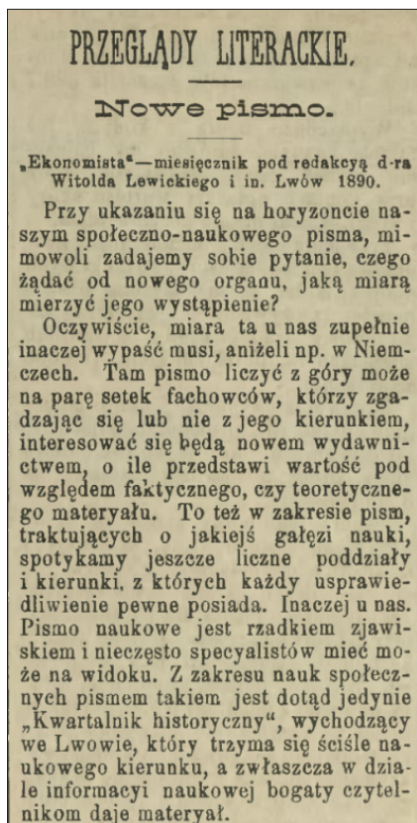 PRZEGLĄDY LITERACKIE.
Nowe pismo.
„Ekonomista“—miesięcznik pod redakcyą d-ra
Witolda Lewickiego i in. Lwów 1890.
Przy ukazaniu się na horyzoncie na-
szym społeczno-naukowego pisma, mi-
mowoli zadajemy sobie pytanie, czego
żądać od nowego organu, jaką miarą
mierzyć jego wystąpienie?
Oczywiście, miara ta u nas zupełnie
inaczej wypaść musi, aniżeli np. w Niem-
czech. Tam pismo liczyć z góry może
na parę setek fachowców, którzy zga-
dzając się lub nie z jego kierunkiem,
interesować się będą nowem wydawni-
ctwem, o ile przedstawi wartość pod
względem faktycznego, czy teoretyczne-
go materyału. To też w zakresie pism,
traktujących o jakiejś gałęzi nauki,
spotykamy jeszcze liczne poddziały
i kierunki, z których każdy usprawie-
dliwienie pewne posiada. Inaczej u nas.
Pismo naukowe jest rzadkiem zjawi-
skiem i nieczęsto specyalistów mieć mo-
że na widoku. Z zakresu nauk społecz-
nych pismem takiem jest dotąd jedynie
„Kwartalnik historyczny“, wychodzący
we Lwowie, który trzyma się ściśle na-
ukowego kierunku, a zwłaszcza w dzia-
le informacyi naukowej bogaty czytel-
nikom daje materyał.